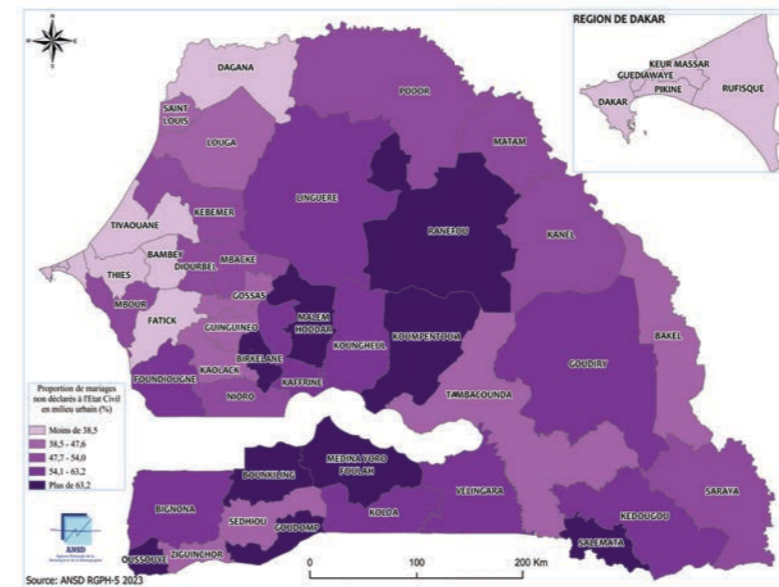 REGION DE DAKAR
KEUR MASSAR
GUEDIAWAYE
RUFISQUE
PIKINE
DAKAR
DAGANA
PODOR
SAINT
LOUIS
LOUGA
MATAM
LINGUERE
KEBEMER
RANEROU
KANEL
TIVAOUANE
BAMBEY
MBACKE
DIOURBEL
THIES
GOSSAS
MBOUR
MALEM
HODDAR
FATICK
GUINGUINEO
KOUMPENTOUM
KOUNGHEUL
BAKEL
BIRKELANE
GOUDIRY
KAOLACK
FOUNDIOUGNE
KAFFRINE
TAMBACOUNDA
NIORO
Proportion de mariages
non déclarés à l'Etat Civil
en milieu urbain (%)
Moins de 38,5
38,5 - 47,6
47,7 - 54,0
54,1 - 63,2
Plus de 63,2
MEDINA YORO
FOULAH
BOUNKILING
VELINGARA
SARAYA
BIGNONA
KOLDA
KEDOUGOU
SEDHIOU
GOUDOMP
SALEMATA
OUSSOUYE
ZIGUINCHOR
ANSD
0 100 200 Km
Source: ANSD RGPH-5 2023